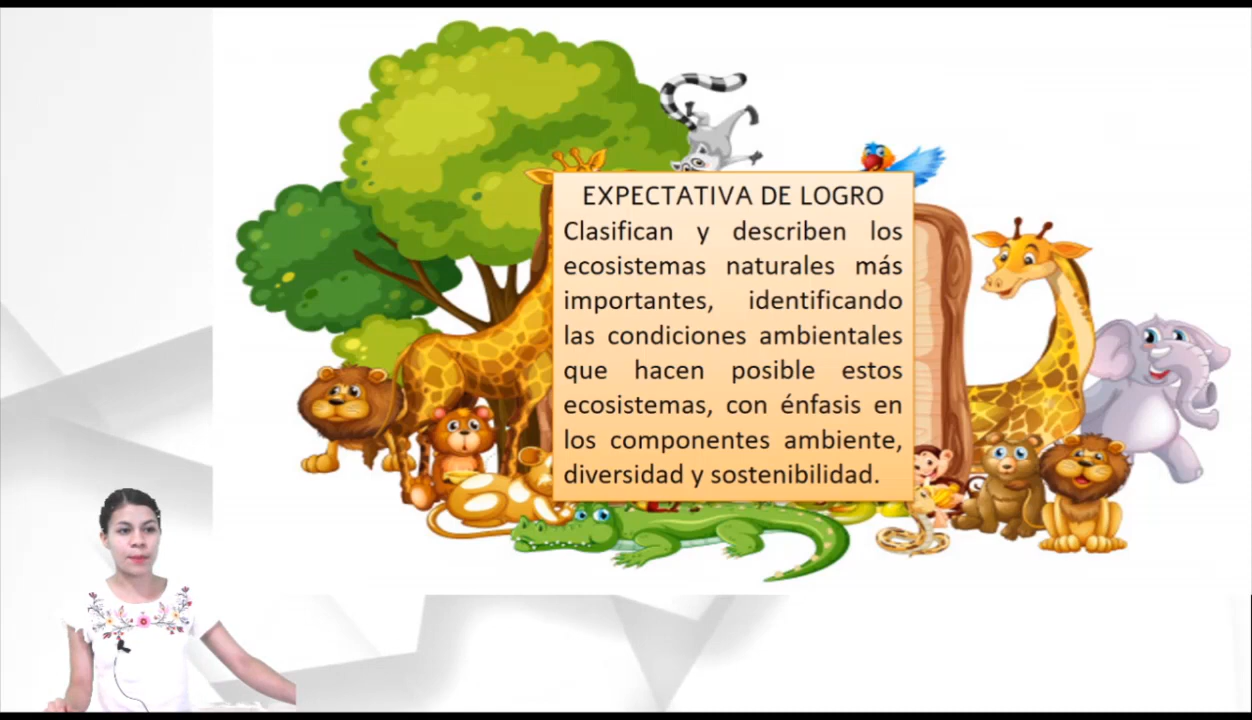 EXPECTATIVA DE LOGRO
Clasifican y describen los
ecosistemas naturales más
importantes, identificando
las condiciones ambientales
que hacen posible estos
ecosistemas, con énfasis en
los componentes ambiente,
diversidad y sostenibilidad.